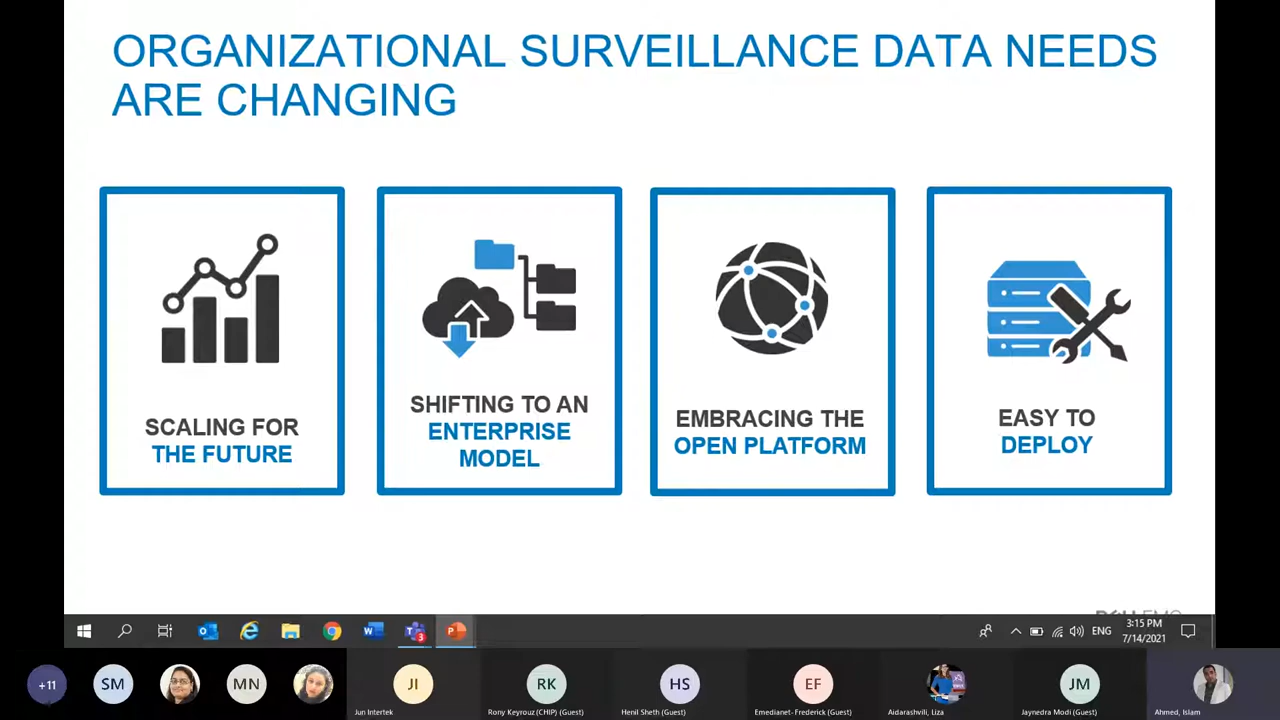 ORGANIZATIONAL SURVEILLANCE DATA NEEDS
ARE CHANGING
SCALING FOR
THE FUTURE
SHIFTING TO AN
ENTERPRISE
MODEL
EMBRACING THE
OPEN PLATFORM
EASY TO
DEPLOY
3
ENG
3:15 PM
7/14/2021
+11
SM
MN
JI
RK
HS
EF
JM
Jun Intertek
Rony Keyrouz (CHIP) (Guest)
Henil Sheth (Guest)
Emedianet- Frederick (Guest)
Aidarashvili, Liza
Jaynedra Modi (Guest)
Ahmed, Islam